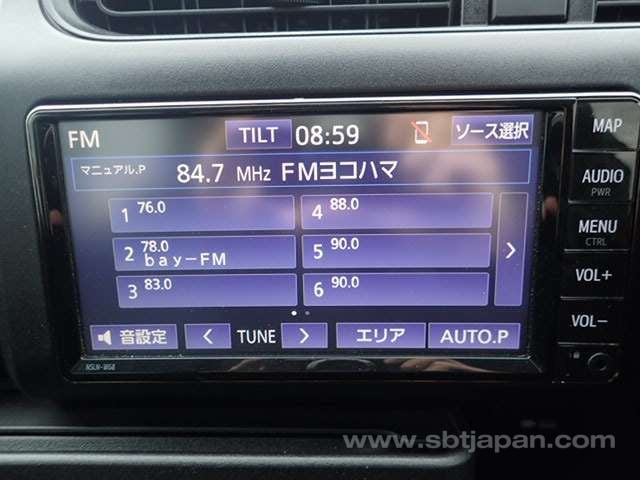 FM TILT 08:59 ソース選択
マニュアル.P 84.7 MHz FMヨコハマ
1 76.0
2 78.0
bay-FM
3 83.0
4 88.0
5 90.0
6 90.0
音設定 < TUNE > エリア AUTO.P
NSLN-W68
MAP
AUDIO
PWR
MENU
CTRL
VOL+
VOL-
www.sbtjapan.com